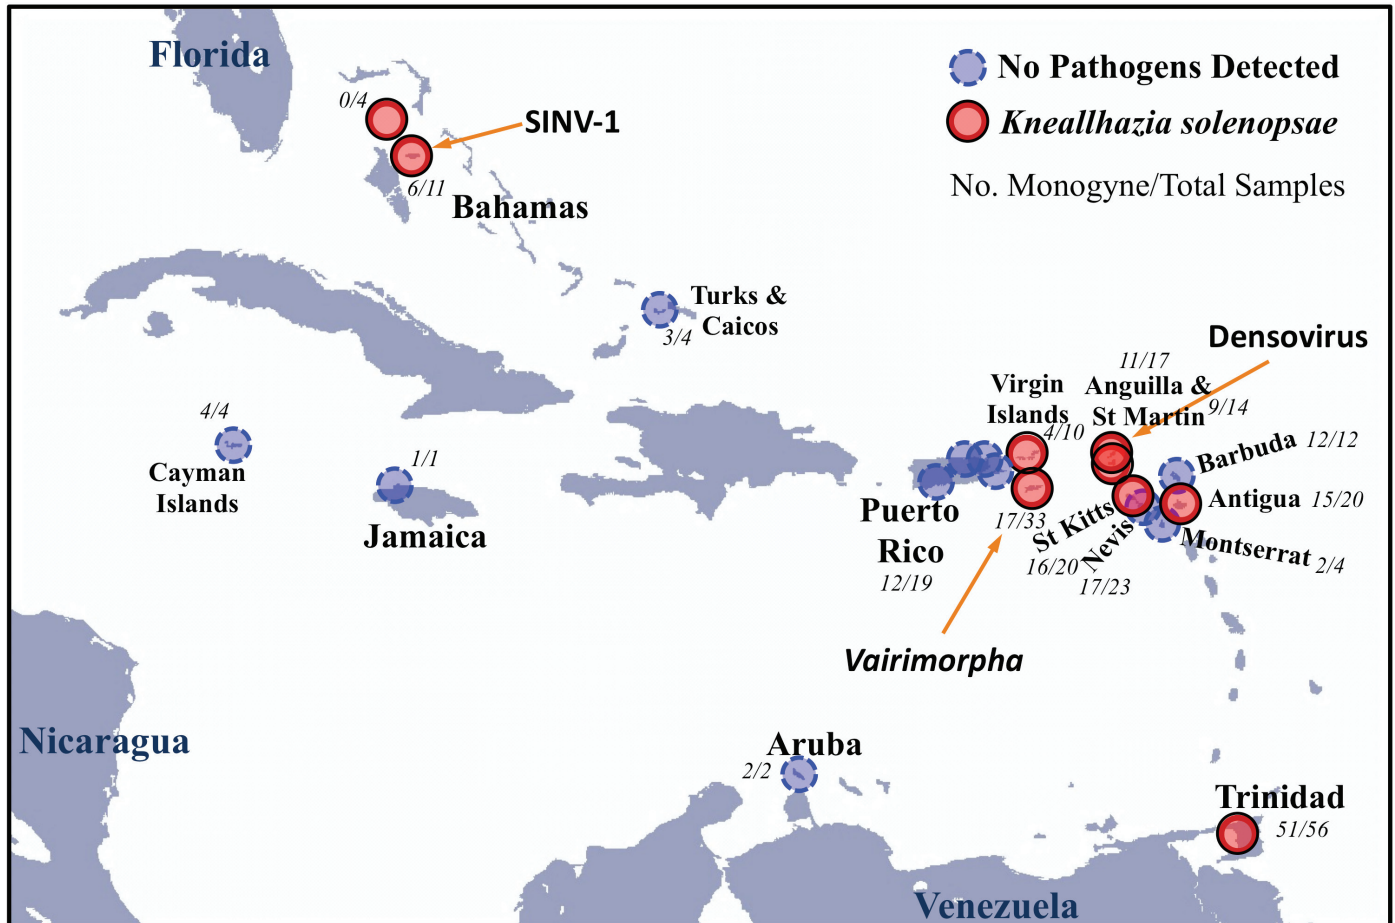 Florida
No Pathogens Detected
0/4
SINV-1
Kneallhazia solenopsae
6/11
Bahamas
No. Monogyne/Total Samples
Turks &
Caicos
3/4
Densovirus
11/17
Virgin
Islands
Anguilla &
St Martin
9/14
4/10
4/4
Cayman
Islands
1/1
Jamaica
Barbuda 12/12
Antigua 15/20
Puerto
Rico
12/19
17/33
St Kitts
16/20
Nevis
17/23
Montserrat 2/4
Vairimorpha
Nicaragua
Aruba
2/2
Trinidad
51/56
Venezuela